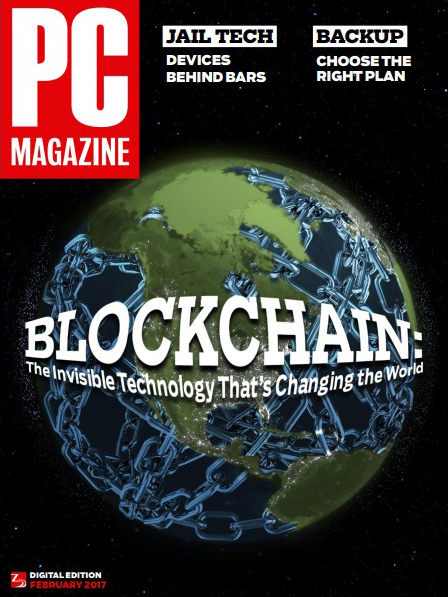 PC
MAGAZINE
JAIL TECH
DEVICES
BEHIND BARS
BACKUP
CHOOSE THE
RIGHT PLAN
BLOCKCHAIN:
The Invisible Technology That's Changing the World
ZD
DIGITAL EDITION
FEBRUARY 2017